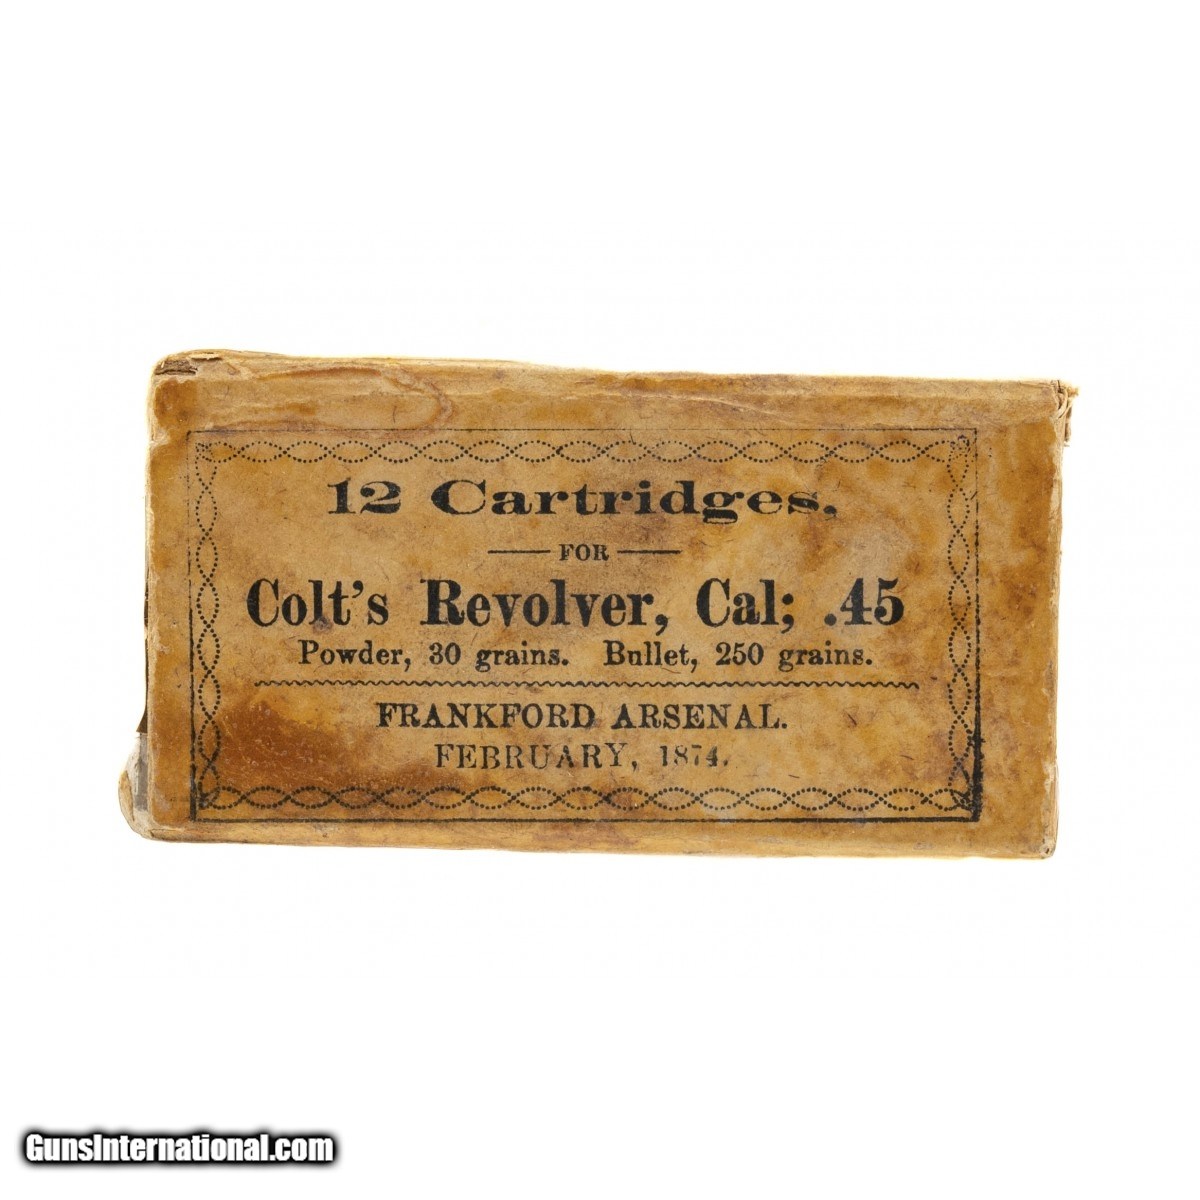 12 Cartridges,
FOR
Colt's Revolver, Cal; .45
Powder, 30 grains. Bullet, 250 grains.
FRANKFORD ARSENAL.
FEBRUARY, 1874.
GunsInternational.com